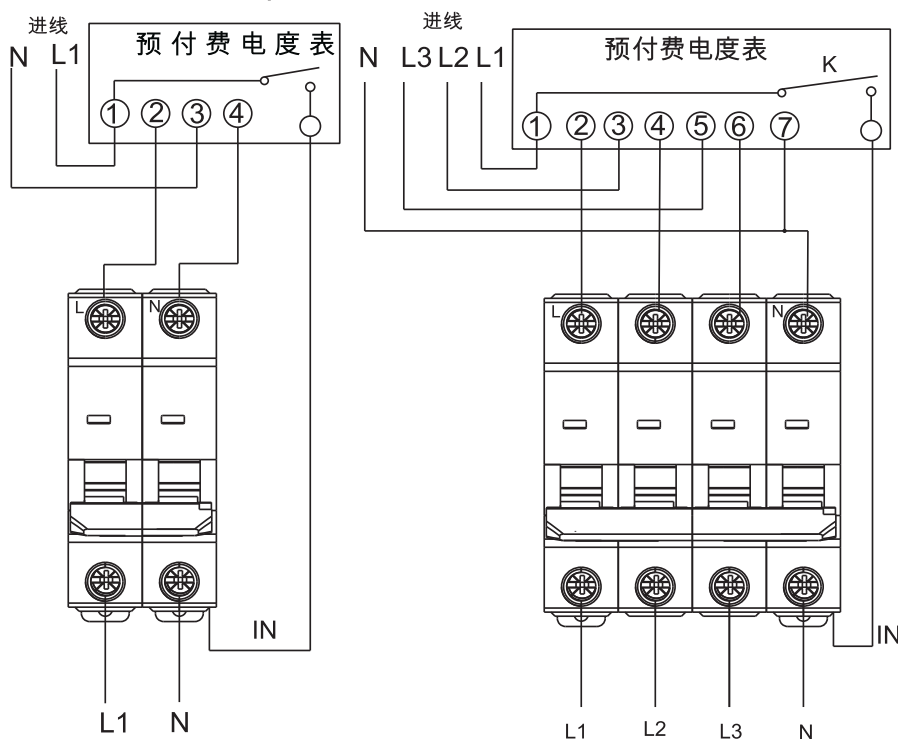 进线
N L1
预付费电度表
1 2 3 4
L N
IN
L1 N
进线
N L3 L2 L1
预付费电度表
K
1 2 3 4 5 6 7
L N
IN
L1 L2 L3 N